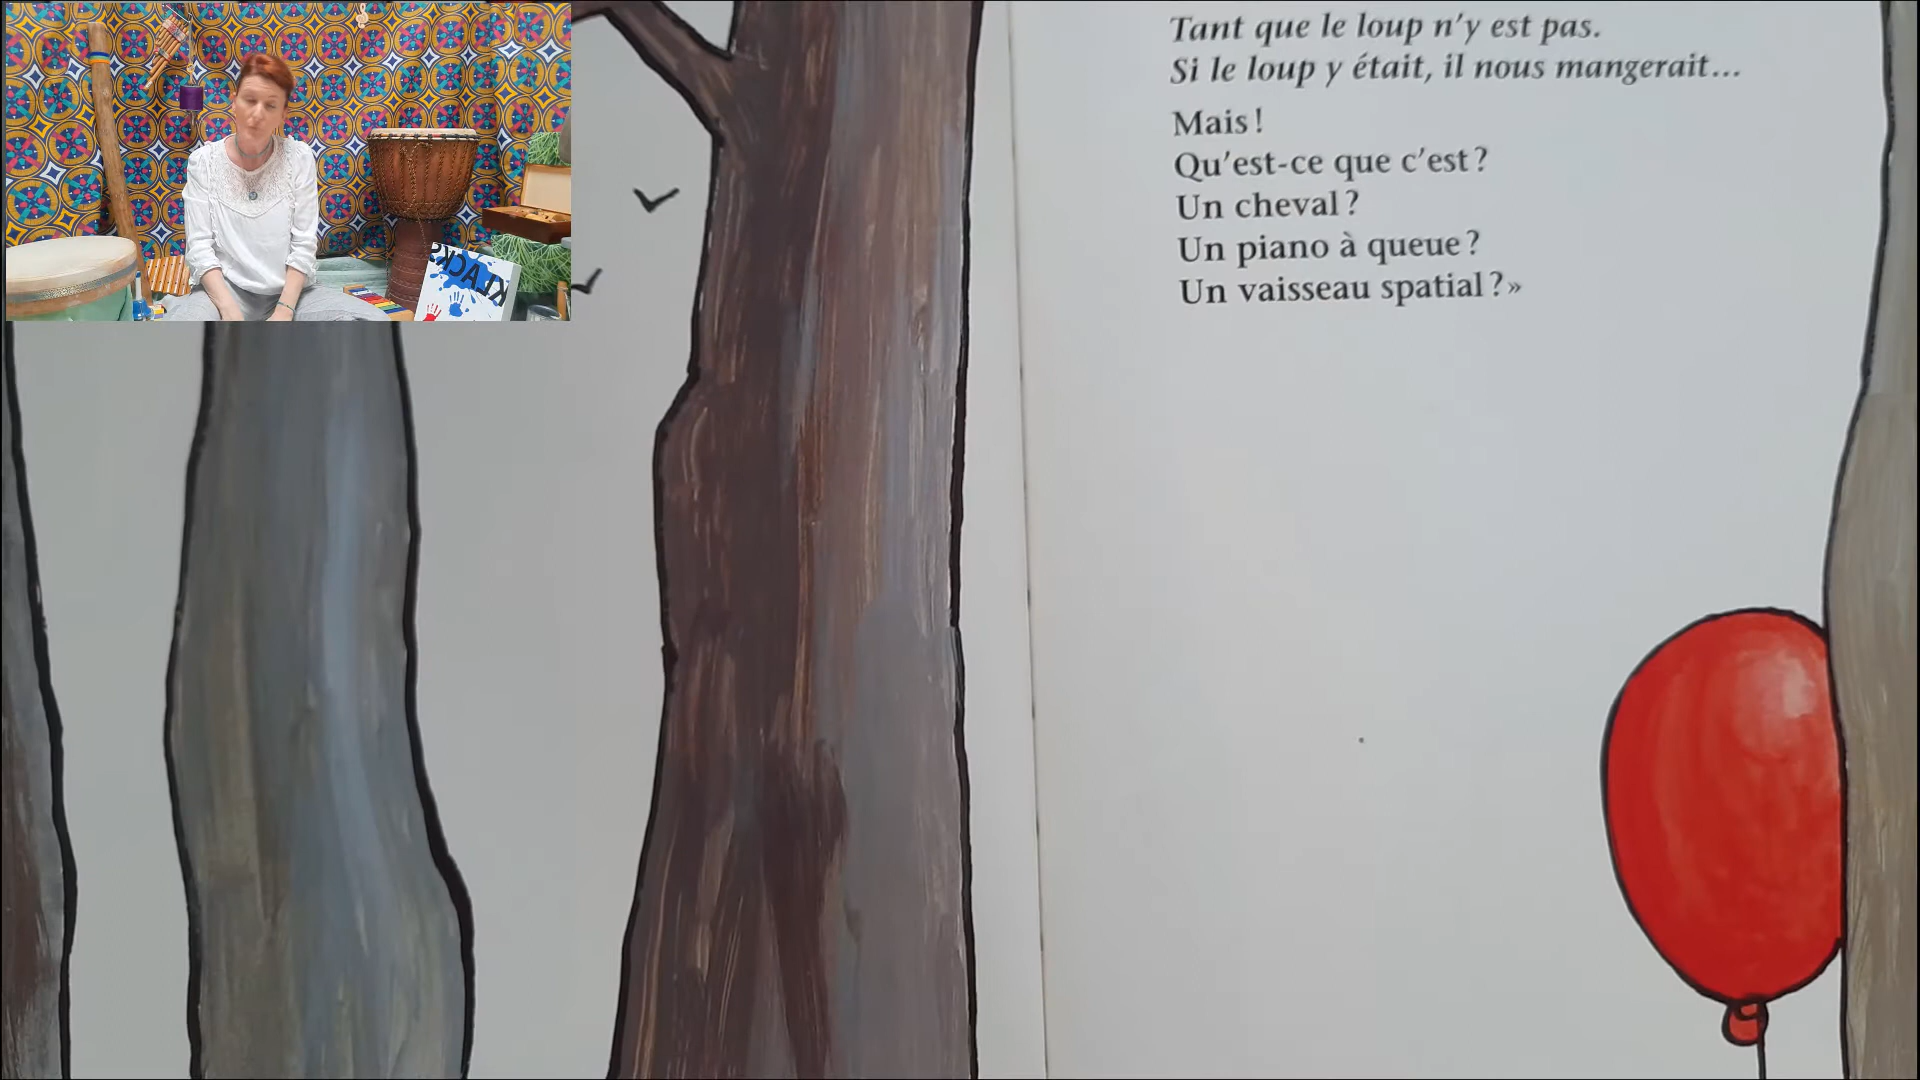 Tant que le loup n'y est pas.
Si le loup y était, il nous mangerait...
Mais !
Qu'est-ce que c'est ?
Un cheval ?
Un piano à queue ?
Un vaisseau spatial ? »
KLACKS